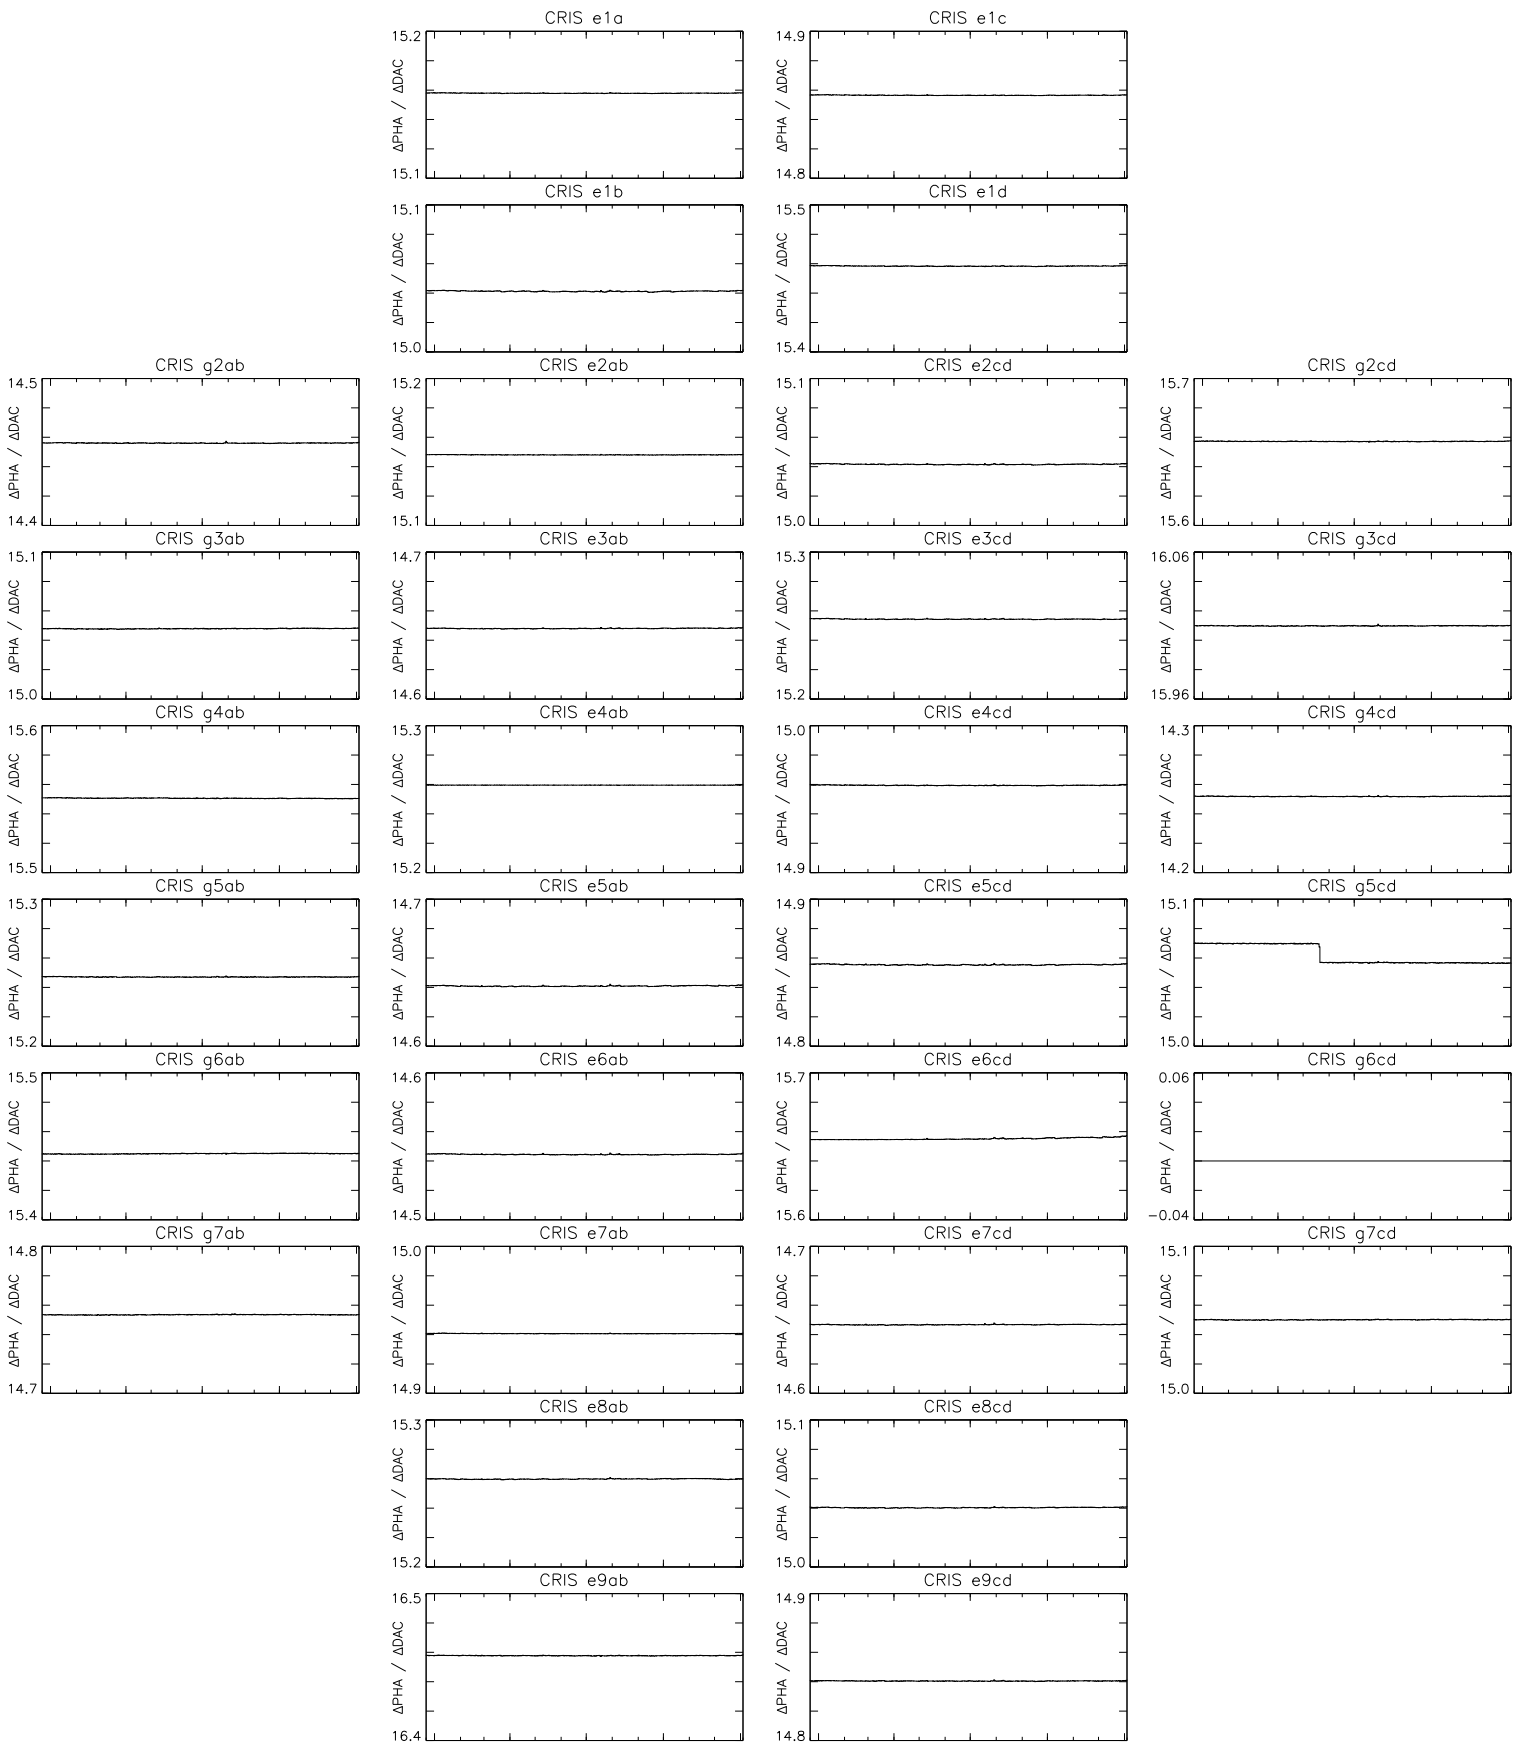 CRIS e1a
15.2
ΔPHA / ΔDAC
15.1
CRIS e1c
14.9
ΔPHA / ΔDAC
14.8
CRIS e1b
15.1
ΔPHA / ΔDAC
15.0
CRIS e1d
15.5
ΔPHA / ΔDAC
15.4
CRIS g2ab
14.5
ΔPHA / ΔDAC
14.4
CRIS e2ab
15.2
ΔPHA / ΔDAC
15.1
CRIS e2cd
15.1
ΔPHA / ΔDAC
15.0
CRIS g2cd
15.7
ΔPHA / ΔDAC
15.6
CRIS g3ab
15.1
ΔPHA / ΔDAC
15.0
CRIS e3ab
14.7
ΔPHA / ΔDAC
14.6
CRIS e3cd
15.3
ΔPHA / ΔDAC
15.2
CRIS g3cd
16.06
ΔPHA / ΔDAC
15.96
CRIS g4ab
15.6
ΔPHA / ΔDAC
15.5
CRIS e4ab
15.3
ΔPHA / ΔDAC
15.2
CRIS e4cd
15.0
ΔPHA / ΔDAC
14.9
CRIS g4cd
14.3
ΔPHA / ΔDAC
14.2
CRIS g5ab
15.3
ΔPHA / ΔDAC
15.2
CRIS e5ab
14.7
ΔPHA / ΔDAC
14.6
CRIS e5cd
14.9
ΔPHA / ΔDAC
14.8
CRIS g5cd
15.1
ΔPHA / ΔDAC
15.0
CRIS g6ab
15.5
ΔPHA / ΔDAC
15.4
CRIS e6ab
14.6
ΔPHA / ΔDAC
14.5
CRIS e6cd
15.7
ΔPHA / ΔDAC
15.6
CRIS g6cd
0.06
ΔPHA / ΔDAC
−0.04
CRIS g7ab
14.8
ΔPHA / ΔDAC
14.7
CRIS e7ab
15.0
ΔPHA / ΔDAC
14.9
CRIS e7cd
14.7
ΔPHA / ΔDAC
14.6
CRIS g7cd
15.1
ΔPHA / ΔDAC
15.0
CRIS e8ab
15.3
ΔPHA / ΔDAC
15.2
CRIS e8cd
15.1
ΔPHA / ΔDAC
15.0
CRIS e9ab
16.5
ΔPHA / ΔDAC
16.4
CRIS e9cd
14.9
ΔPHA / ΔDAC
14.8